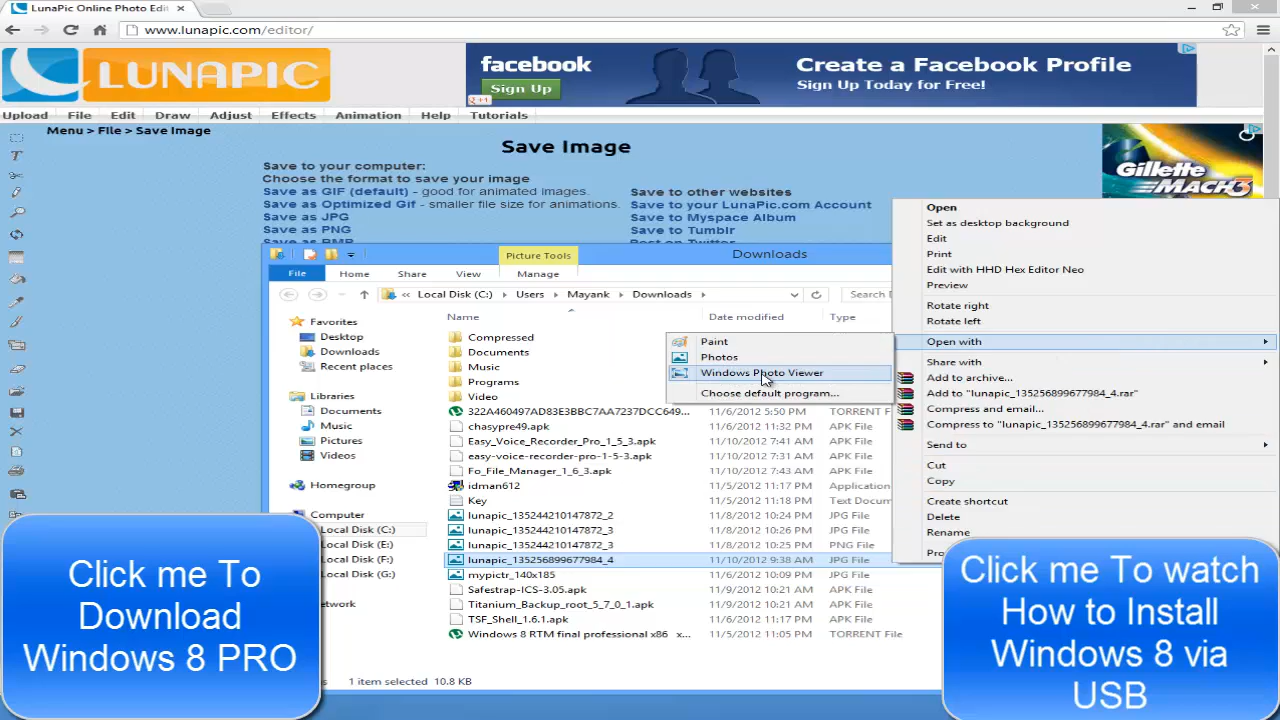 LunaPic Online Photo Edi
www.lunapic.com/editor/
LUNAPIC
facebook
Sign Up
+1
Create a Facebook Profile
Sign Up Today for Free!
Upload File Edit Draw Adjust Effects Animation Help Tutorials
Menu > File > Save Image
Save Image
Save to your computer:
Choose the format to save your image
Save as GIF (default) - good for animated images.
Save as Optimized Gif - smaller file size for animations.
Save as JPG
Save as PNG
Save as BMP
Save to other websites
Save to your LunaPic.com Account
Save to Myspace Album
Save to Tumblr
Post on Twitter
Gillette
MACH3
Picture Tools
Downloads
File Home Share View Manage
« Local Disk (C:) Users Mayank Downloads
Search
Name Date modified Type
Favorites
Desktop
Downloads
Recent places
Libraries
Documents
Music
Pictures
Videos
Homegroup
Computer
Local Disk (C:)
Local Disk (E:)
Local Disk (F:)
Local Disk (G:)
etwork
Compressed
Documents
Music
Programs
Video
322A460497AD83E3BBC7AA7237DCC649... 11/6/2012 5:50 PM TORRENT F
chasypre49.apk 11/6/2012 11:32 PM APK File
Easy_Voice_Recorder_Pro_1_5_3.apk 11/10/2012 7:41 AM APK File
easy-voice-recorder-pro-1-5-3.apk 11/10/2012 7:31 AM APK File
Fo_File_Manager_1_6_3.apk 11/10/2012 7:43 AM APK File
idman612 11/5/2012 11:17 PM Application
Key 11/5/2012 11:17 PM Text Docum
lunapic_135244210147872_2 11/8/2012 10:24 PM JPG File
lunapic_135244210147872_3 11/8/2012 10:26 PM JPG File
lunapic_135244210147872_3 11/8/2012 10:25 PM PNG File
lunapic_135256899677984_4 11/10/2012 9:38 AM JPG File
mypictr_140x185 11/6/2012 10:09 PM JPG File
Safestrap-ICS-3.05.apk 11/9/2012 10:21 AM APK File
Titanium_Backup_root_5_7_0_1.apk 11/9/2012 10:21 AM APK File
TSF_Shell_1.6.1.apk 11/6/2012 11:17 PM APK File
Windows 8 RTM final professional x86 x... 11/5/2012 11:05 PM TORRENT File
s 1 item selected 10.8 KB
Paint
Photos
Windows Photo Viewer
Choose default program...
Open
Set as desktop background
Edit
Print
Edit with HHD Hex Editor Neo
Preview
Rotate right
Rotate left
Open with
Share with
Add to archive...
Add to "lunapic_135256899677984_4.rar"
Compress and email...
Compress to "lunapic_135256899677984_4.rar" and email
Send to
Cut
Copy
Create shortcut
Delete
Rename
Pro
Click me To
Download
Windows 8 PRO
Click me To watch
How to Install
Windows 8 via
USB